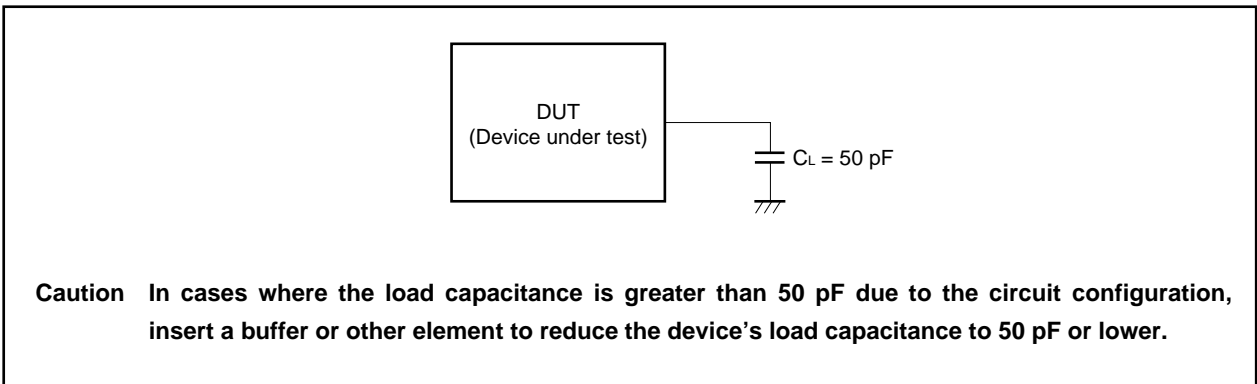 DUT
(Device under test)
CL = 50 pF
Caution In cases where the load capacitance is greater than 50 pF due to the circuit configuration,
insert a buffer or other element to reduce the device's load capacitance to 50 pF or lower.